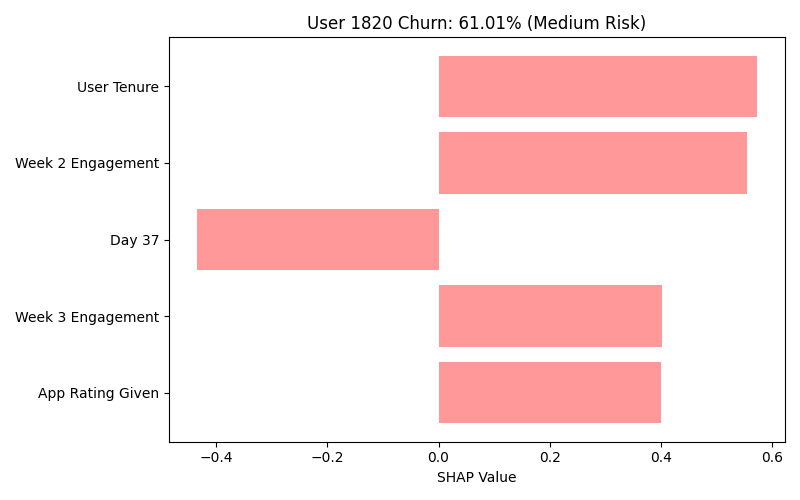 User 1820 Churn: 61.01% (Medium Risk)
User Tenure
Week 2 Engagement
Day 37
Week 3 Engagement
App Rating Given
−0.4 −0.2 0.0 0.2 0.4 0.6
SHAP Value